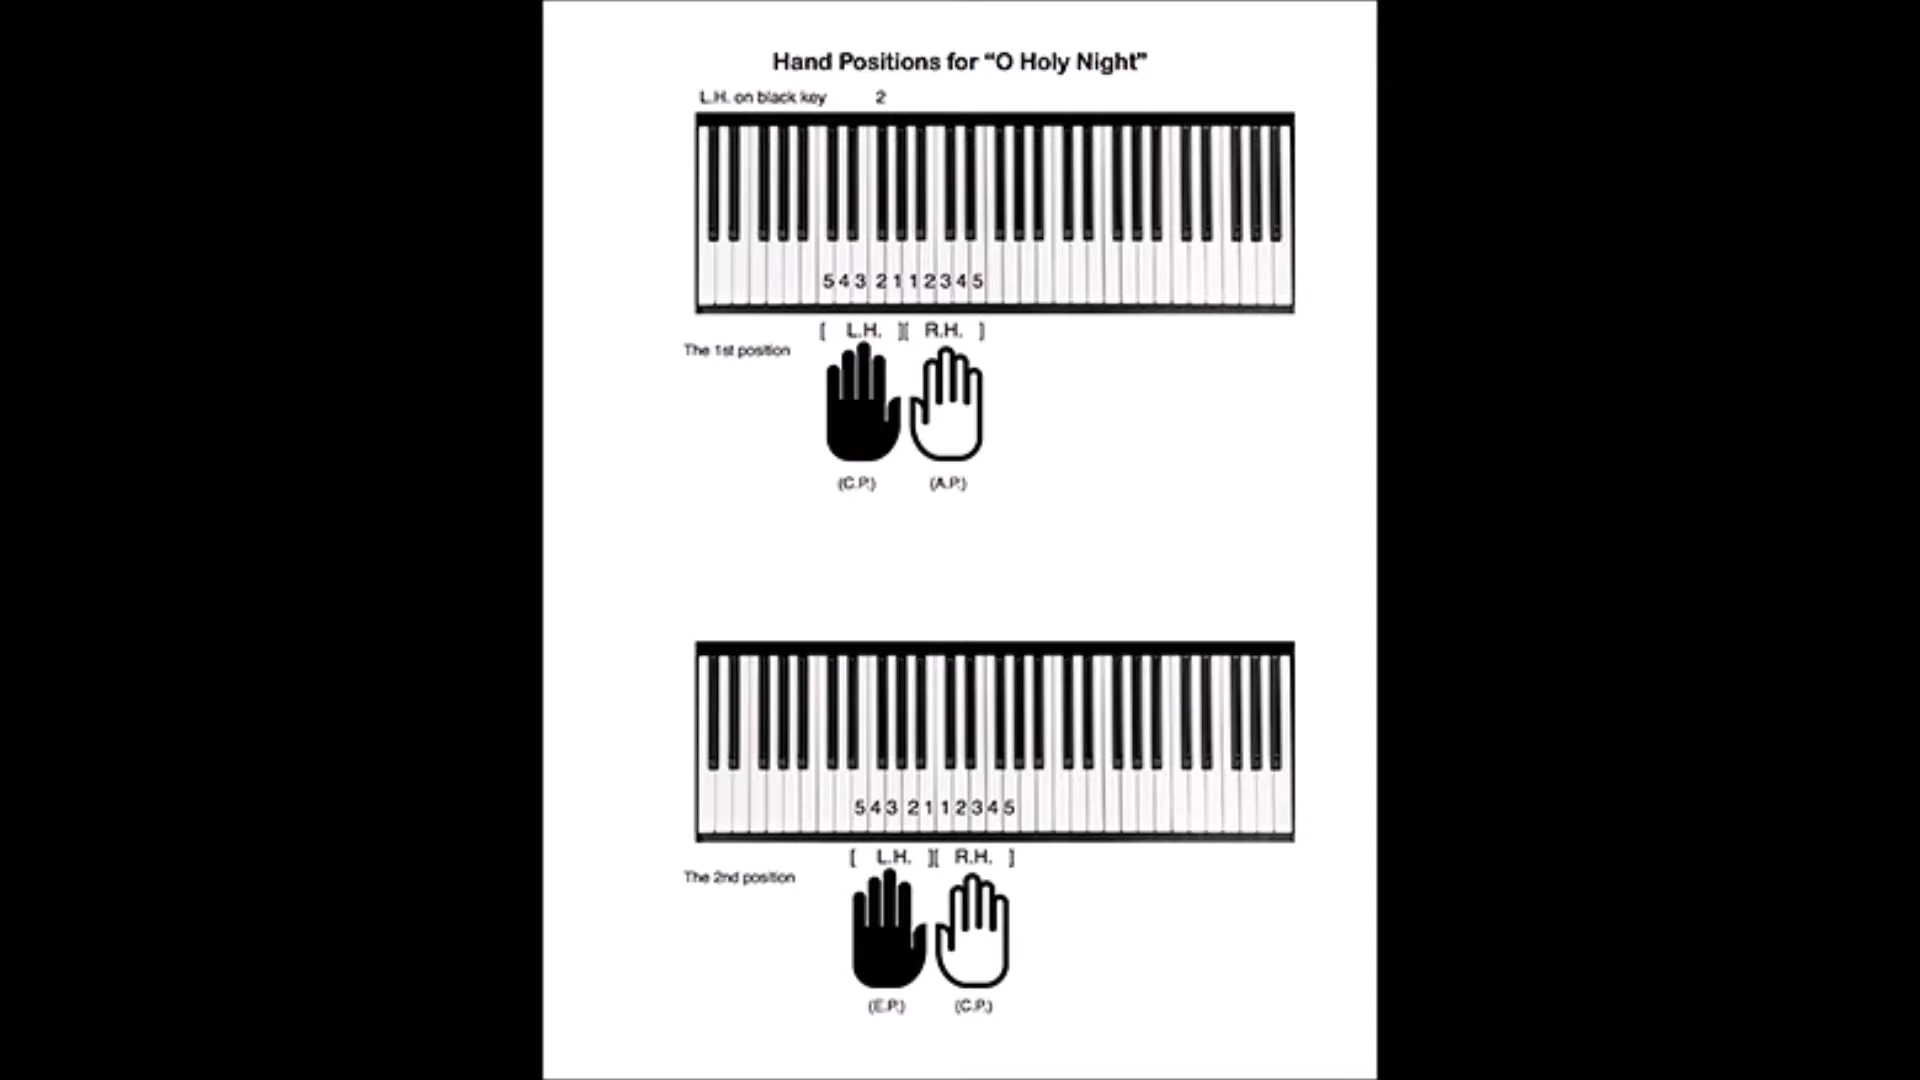 Hand Positions for “O Holy Night”
L.H. on black key 2
5 4 3 2 1 1 2 3 4 5
[ L.H. ][ R.H. ]
The 1st position
(C.P.) (A.P.)
5 4 3 2 1 1 2 3 4 5
[ L.H. ][ R.H. ]
The 2nd position
(E.P.) (C.P.)